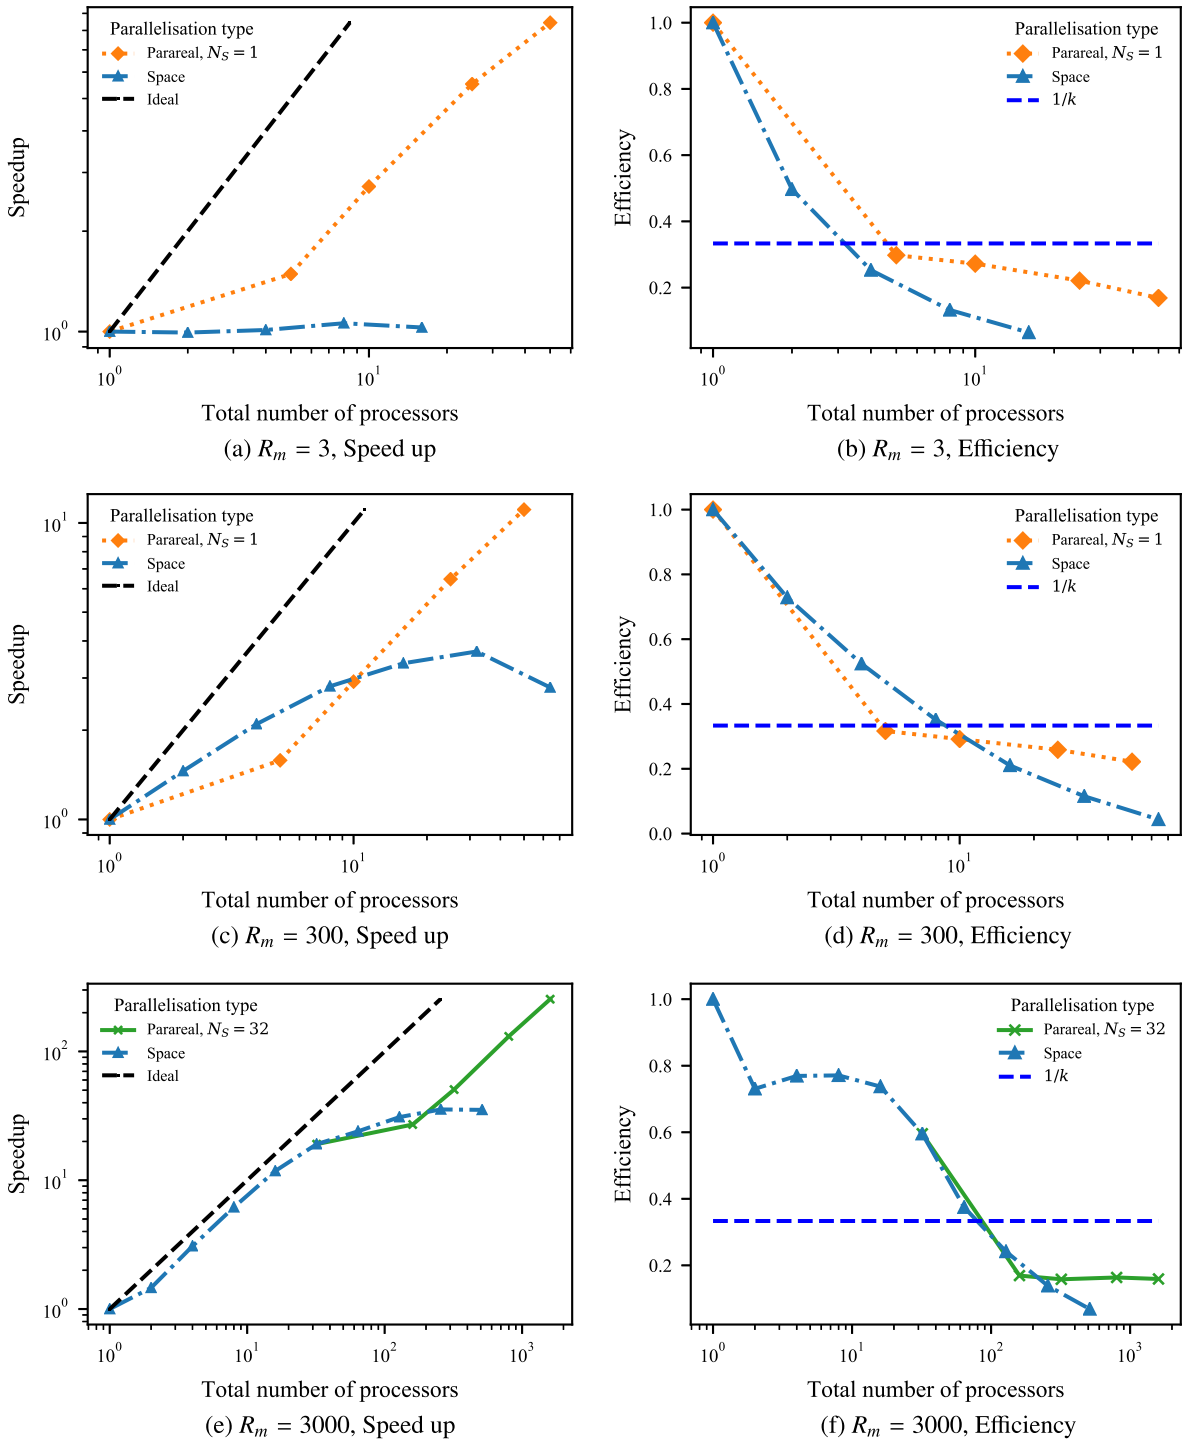 Parallelisation type
Parareal, N_S = 1
Space
Ideal
Speedup
10^0
10^0
10^1
Total number of processors
(a) R_m = 3, Speed up
Parallelisation type
Parareal, N_S = 1
Space
1/k
Efficiency
1.0
0.8
0.6
0.4
0.2
10^0
10^1
Total number of processors
(b) R_m = 3, Efficiency
Parallelisation type
Parareal, N_S = 1
Space
Ideal
Speedup
10^1
10^0
10^0
10^1
Total number of processors
(c) R_m = 300, Speed up
Parallelisation type
Parareal, N_S = 1
Space
1/k
Efficiency
1.0
0.8
0.6
0.4
0.2
0.0
10^0
10^1
Total number of processors
(d) R_m = 300, Efficiency
Parallelisation type
Parareal, N_S = 32
Space
Ideal
Speedup
10^2
10^1
10^0
10^0
10^1
10^2
10^3
Total number of processors
(e) R_m = 3000, Speed up
Parallelisation type
Parareal, N_S = 32
Space
1/k
Efficiency
1.0
0.8
0.6
0.4
0.2
10^0
10^1
10^2
10^3
Total number of processors
(f) R_m = 3000, Efficiency